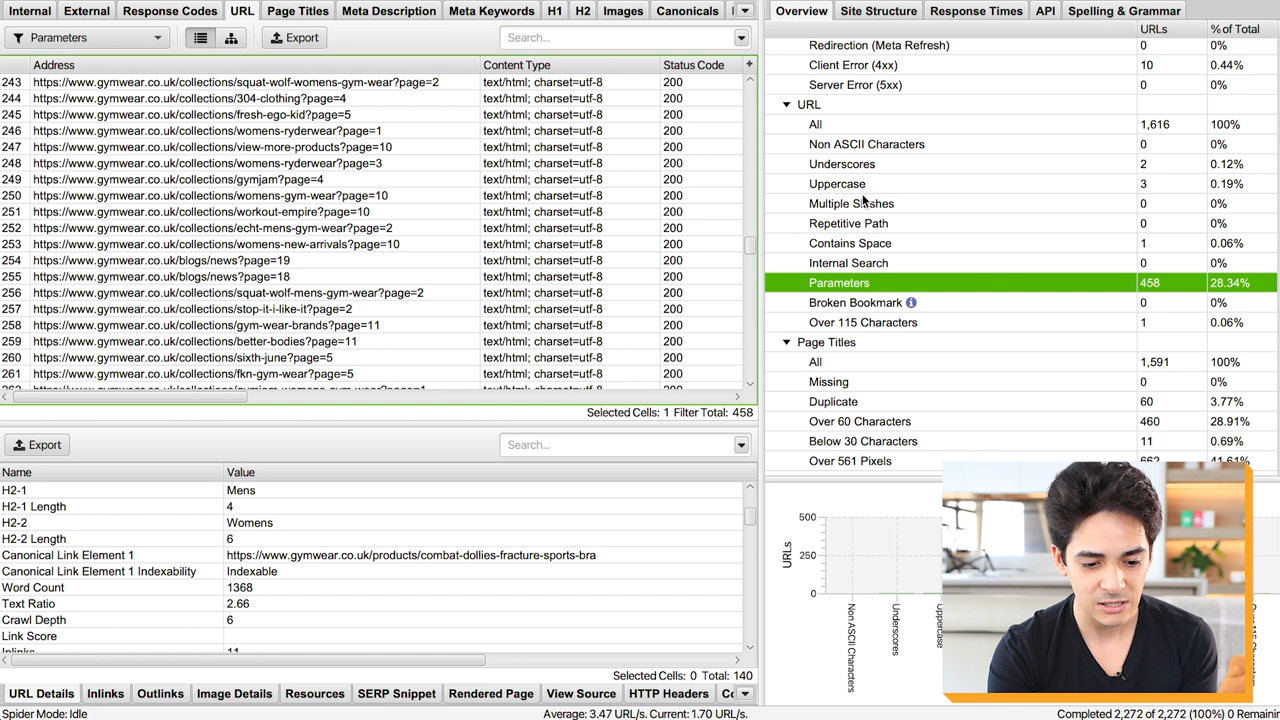 Internal External Response Codes URL Page Titles Meta Description Meta Keywords H1 H2 Images Canonicals
Parameters Export Search...
Address Content Type Status Code
243 https://www.gymwear.co.uk/collections/squat-wolf-womens-gym-wear?page=2 text/html; charset=utf-8 200
244 https://www.gymwear.co.uk/collections/304-clothing?page=4 text/html; charset=utf-8 200
245 https://www.gymwear.co.uk/collections/fresh-ego-kid?page=5 text/html; charset=utf-8 200
246 https://www.gymwear.co.uk/collections/womens-ryderwear?page=1 text/html; charset=utf-8 200
247 https://www.gymwear.co.uk/collections/view-more-products?page=10 text/html; charset=utf-8 200
248 https://www.gymwear.co.uk/collections/womens-ryderwear?page=3 text/html; charset=utf-8 200
249 https://www.gymwear.co.uk/collections/gymjam?page=4 text/html; charset=utf-8 200
250 https://www.gymwear.co.uk/collections/womens-gym-wear?page=10 text/html; charset=utf-8 200
251 https://www.gymwear.co.uk/collections/workout-empire?page=10 text/html; charset=utf-8 200
252 https://www.gymwear.co.uk/collections/echt-mens-gym-wear?page=2 text/html; charset=utf-8 200
253 https://www.gymwear.co.uk/collections/womens-new-arrivals?page=10 text/html; charset=utf-8 200
254 https://www.gymwear.co.uk/blogs/news?page=19 text/html; charset=utf-8 200
255 https://www.gymwear.co.uk/blogs/news?page=18 text/html; charset=utf-8 200
256 https://www.gymwear.co.uk/collections/squat-wolf-mens-gym-wear?page=2 text/html; charset=utf-8 200
257 https://www.gymwear.co.uk/collections/stop-it-i-like-it?page=2 text/html; charset=utf-8 200
258 https://www.gymwear.co.uk/collections/gym-wear-brands?page=11 text/html; charset=utf-8 200
259 https://www.gymwear.co.uk/collections/better-bodies?page=11 text/html; charset=utf-8 200
260 https://www.gymwear.co.uk/collections/sixth-june?page=5 text/html; charset=utf-8 200
261 https://www.gymwear.co.uk/collections/fkn-gym-wear?page=5 text/html; charset=utf-8 200
Selected Cells: 1 Filter Total: 458
Export Search...
Name Value
H2-1 Mens
H2-1 Length 4
H2-2 Womens
H2-2 Length 6
Canonical Link Element 1 https://www.gymwear.co.uk/products/combat-dollies-fracture-sports-bra
Canonical Link Element 1 Indexability Indexable
Word Count 1368
Text Ratio 2.66
Crawl Depth 6
Link Score
Inlinks 11
Selected Cells: 0 Total: 140
URL Details Inlinks Outlinks Image Details Resources SERP Snippet Rendered Page View Source HTTP Headers
Spider Mode: Idle Average: 3.47 URL/s. Current: 1.70 URL/s. Completed 2,272 of 2,272 (100%) 0 Remainin
Overview Site Structure Response Times API Spelling & Grammar
URLs % of Total
Redirection (Meta Refresh) 0 0%
Client Error (4xx) 10 0.44%
Server Error (5xx) 0 0%
URL
All 1,616 100%
Non ASCII Characters 0 0%
Underscores 2 0.12%
Uppercase 3 0.19%
Multiple Slashes 0 0%
Repetitive Path 0 0%
Contains Space 1 0.06%
Internal Search 0 0%
Parameters 458 28.34%
Broken Bookmark 0 0%
Over 115 Characters 1 0.06%
Page Titles
All 1,591 100%
Missing 0 0%
Duplicate 60 3.77%
Over 60 Characters 460 28.91%
Below 30 Characters 11 0.69%
Over 561 Pixels 662 41.61%
URLs
500
250
0
Non ASCII Characters
Underscores
Uppercase